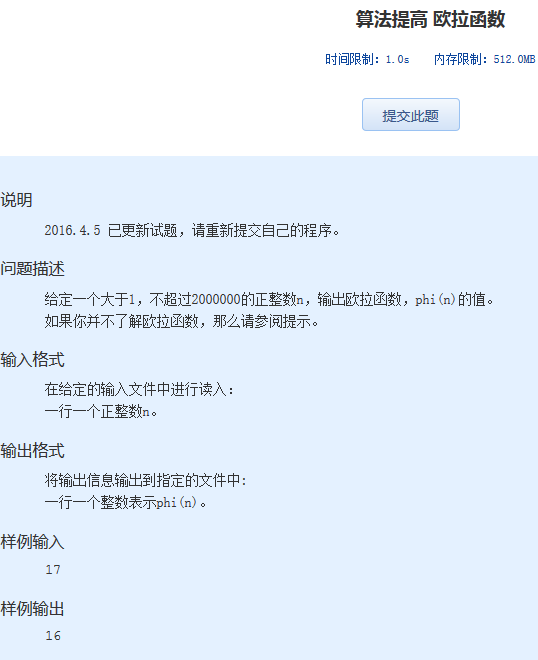 算法提高 欧拉函数
时间限制：1.0s 内存限制：512.0MB
提交此题
说明
2016.4.5 已更新试题，请重新提交自己的程序。
问题描述
给定一个大于1，不超过2000000的正整数n，输出欧拉函数，phi(n)的值。
如果你并不了解欧拉函数，那么请参阅提示。
输入格式
在给定的输入文件中进行读入：
一行一个正整数n。
输出格式
将输出信息输出到指定的文件中：
一行一个整数表示phi(n)。
样例输入
17
样例输出
16